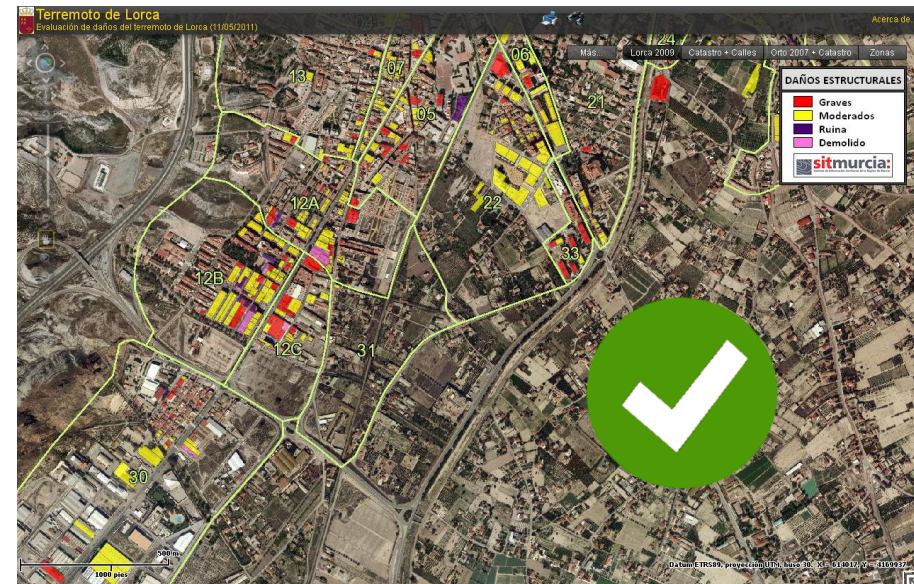 Terremoto de Lorca
Evaluación de daños del terremoto de Lorca (11/05/2011)
Acerca de
Más...
Lorca 2009
Catastro + Calles
Orto 2007 + Catastro
Zonas
24
06
07
13
21
05
DAÑOS ESTRUCTURALES
Graves
Moderados
Ruina
Demolido
sitmurcia:
12A
22
33
12B
12C
31
30
500 m
1000 pies